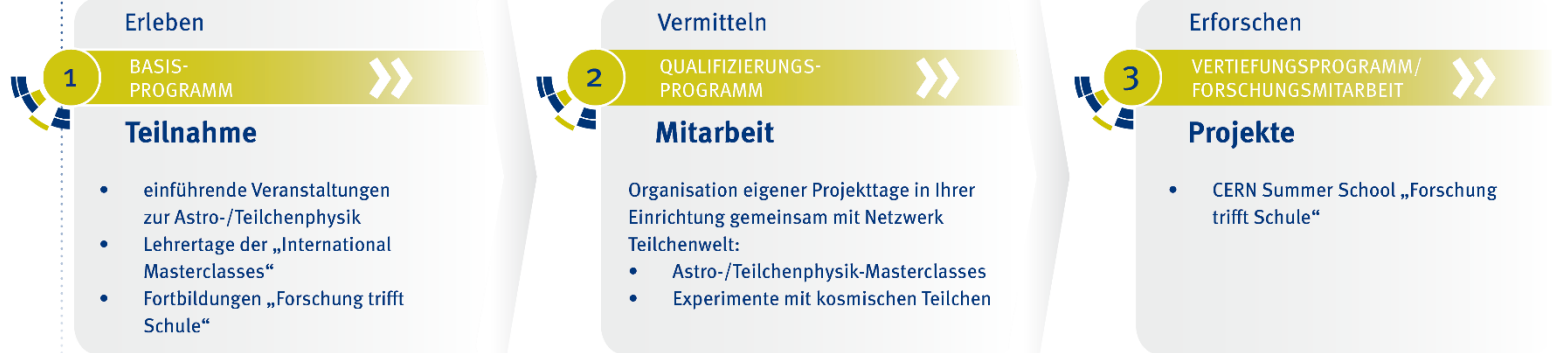 Erleben
1
BASIS-
PROGRAMM
Teilnahme
• einführende Veranstaltungen
zur Astro-/Teilchenphysik
• Lehrertage der „International
Masterclasses“
• Fortbildungen „Forschung trifft
Schule“
Vermitteln
2
QUALIFIZIERUNGS-
PROGRAMM
Mitarbeit
Organisation eigener Projekttage in Ihrer
Einrichtung gemeinsam mit Netzwerk
Teilchenwelt:
• Astro-/Teilchenphysik-Masterclasses
• Experimente mit kosmischen Teilchen
Erforschen
3
VERTIEFUNGSPROGRAMM/
FORSCHUNGSMITARBEIT
Projekte
• CERN Summer School „Forschung
trifft Schule“